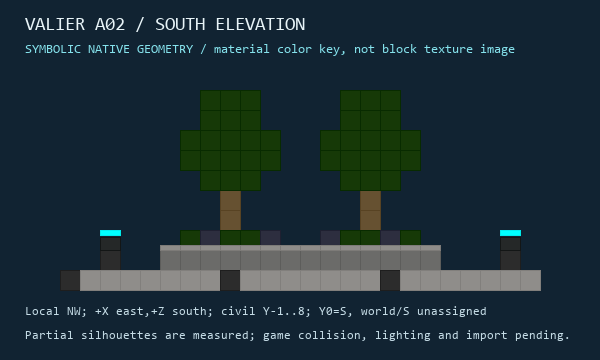 VALIER A02 / SOUTH ELEVATION
SYMBOLIC NATIVE GEOMETRY / material color key, not block texture image
Local NW; +X east,+Z south; civil Y-1..8; Y0=S, world/S unassigned
Partial silhouettes are measured; game collision, lighting and import pending.